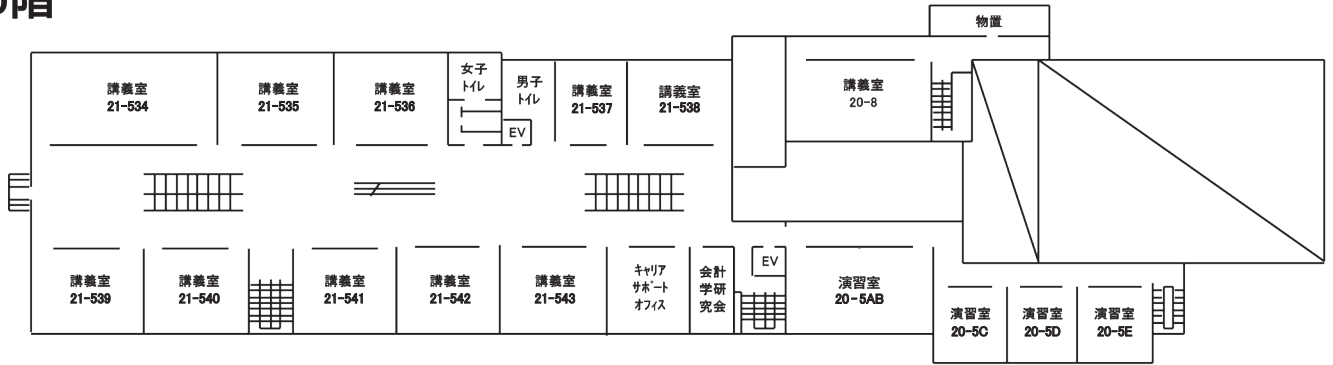 階
物置
講義室
21-534
講義室
21-535
講義室
21-536
女子
トイレ
男子
トイレ
EV
講義室
21-537
講義室
21-538
講義室
20-8
講義室
21-539
講義室
21-540
講義室
21-541
講義室
21-542
講義室
21-543
キャリア
サポート
オフィス
会計
学研
究会
EV
演習室
20-5AB
演習室
20-5C
演習室
20-5D
演習室
20-5E